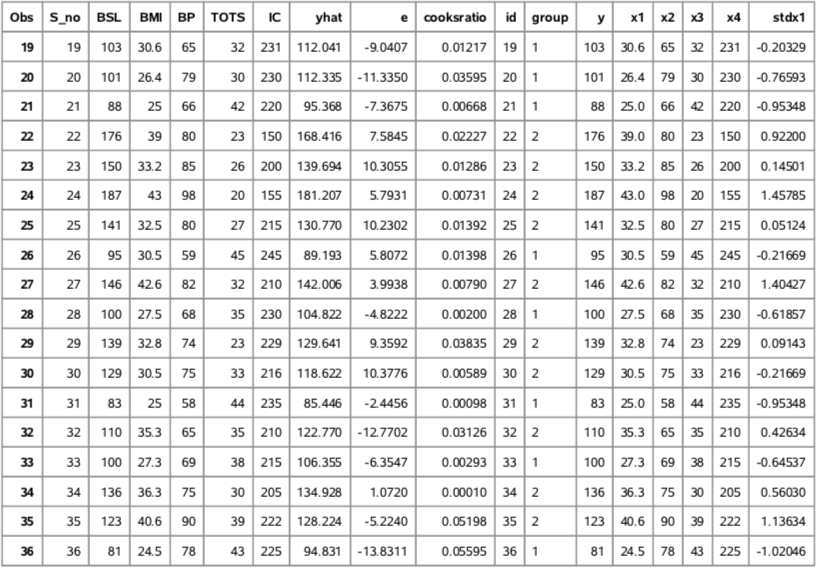 Obs S_no BSL BMI BP TOTS IC yhat e cooksratio id group y x1 x2 x3 x4 stdx1
19 19 103 30.6 65 32 231 112.041 -9.0407 0.01217 19 1 103 30.6 65 32 231 -0.20329
20 20 101 26.4 79 30 230 112.335 -11.3350 0.03595 20 1 101 26.4 79 30 230 -0.76593
21 21 88 25 66 42 220 95.368 -7.3675 0.00668 21 1 88 25.0 66 42 220 -0.95348
22 22 176 39 80 23 150 168.416 7.5845 0.02227 22 2 176 39.0 80 23 150 0.92200
23 23 150 33.2 85 26 200 139.694 10.3055 0.01286 23 2 150 33.2 85 26 200 0.14501
24 24 187 43 98 20 155 181.207 5.7931 0.00731 24 2 187 43.0 98 20 155 1.45785
25 25 141 32.5 80 27 215 130.770 10.2302 0.01392 25 2 141 32.5 80 27 215 0.05124
26 26 95 30.5 59 45 245 89.193 5.8072 0.01398 26 1 95 30.5 59 45 245 -0.21669
27 27 146 42.6 82 32 210 142.006 3.9938 0.00790 27 2 146 42.6 82 32 210 1.40427
28 28 100 27.5 68 35 230 104.822 -4.8222 0.00200 28 1 100 27.5 68 35 230 -0.61857
29 29 139 32.8 74 23 229 129.641 9.3592 0.03835 29 2 139 32.8 74 23 229 0.09143
30 30 129 30.5 75 33 216 118.622 10.3776 0.00589 30 2 129 30.5 75 33 216 -0.21669
31 31 83 25 58 44 235 85.446 -2.4456 0.00098 31 1 83 25.0 58 44 235 -0.95348
32 32 110 35.3 65 35 210 122.770 -12.7702 0.03126 32 2 110 35.3 65 35 210 0.42634
33 33 100 27.3 69 38 215 106.355 -6.3547 0.00293 33 1 100 27.3 69 38 215 -0.64537
34 34 136 36.3 75 30 205 134.928 1.0720 0.00010 34 2 136 36.3 75 30 205 0.56030
35 35 123 40.6 90 39 222 128.224 -5.2240 0.05198 35 2 123 40.6 90 39 222 1.13634
36 36 81 24.5 78 43 225 94.831 -13.8311 0.05595 36 1 81 24.5 78 43 225 -1.02046